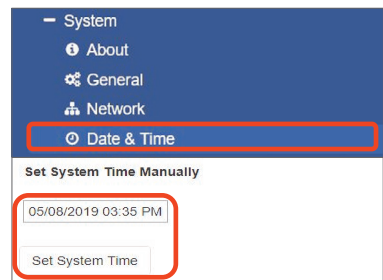 System
About
General
Network
Date & Time
Set System Time Manually
05/08/2019 03:35 PM
Set System Time